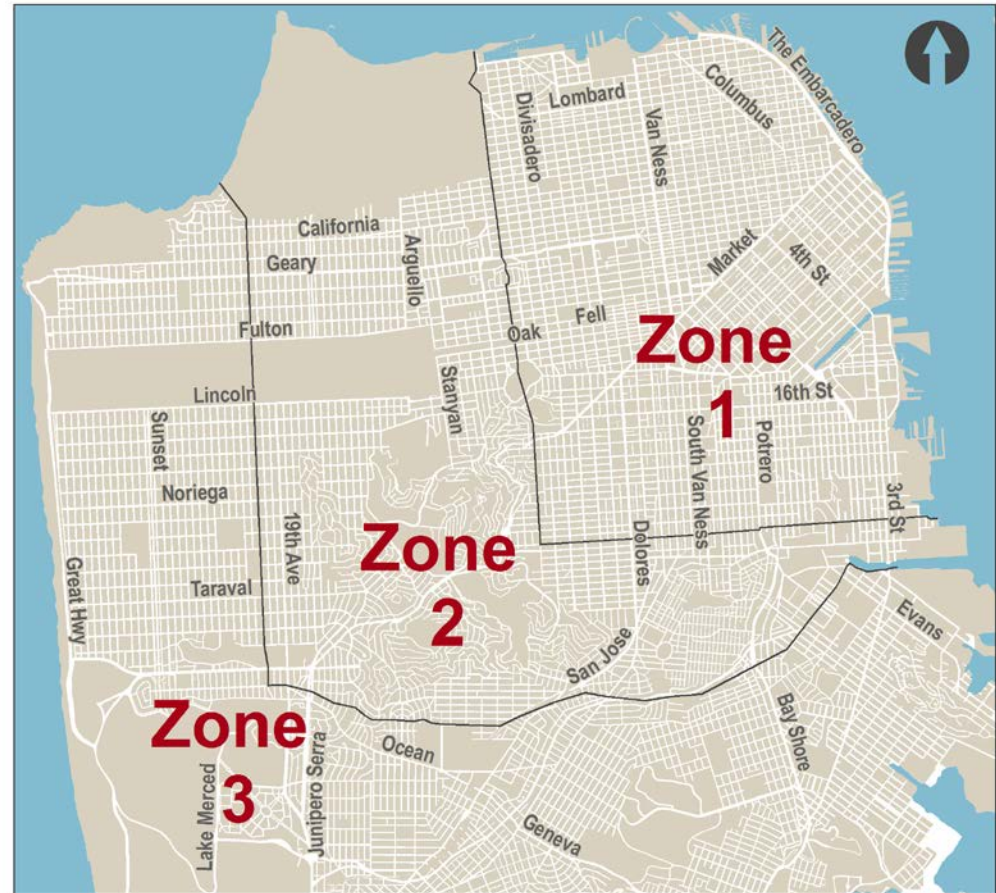 The Embarcadero
Columbus
Lombard
Divisadero
Van Ness
California
Geary
Arguello
Market
4th St
Fulton
Oak
Fell
Zone
1
Lincoln
Stanyan
16th St
Sunset
South Van Ness
Potrero
Noriega
3rd St
19th Ave
Zone
2
Dolores
Great Hwy
Taraval
Evans
San Jose
Zone
3
Ocean
Bay Shore
Lake Merced
Junipero Serra
Geneva